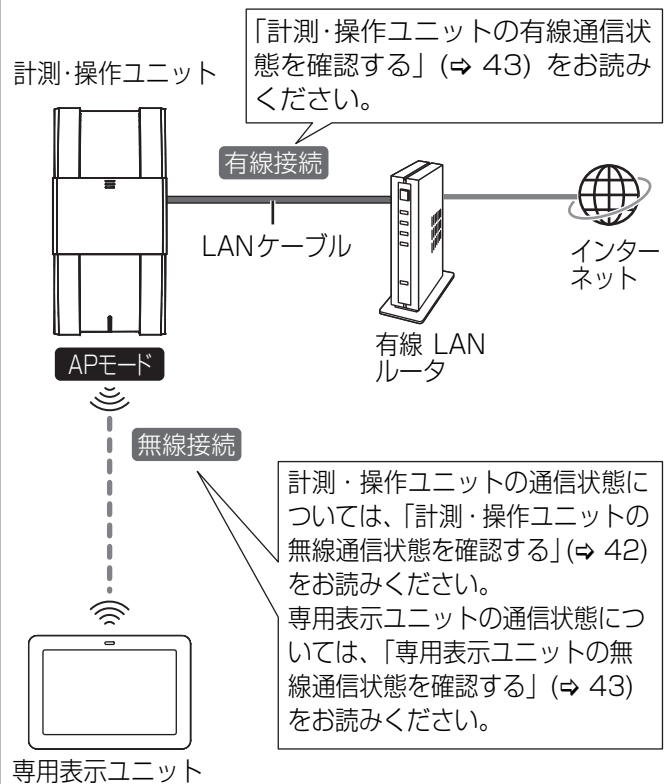 「計測・操作ユニットの有線通信状
態を確認する」(⇨ 43) をお読み
ください。
計測・操作ユニット
有線接続
LANケーブル
インター
ネット
有線 LAN
ルータ
APモード
無線接続
計測・操作ユニットの通信状態に
ついては、「計測・操作ユニットの
無線通信状態を確認する」(⇨ 42)
をお読みください。
専用表示ユニットの通信状態につ
いては、「専用表示ユニットの無
線通信状態を確認する」(⇨ 43)
をお読みください。
専用表示ユニット